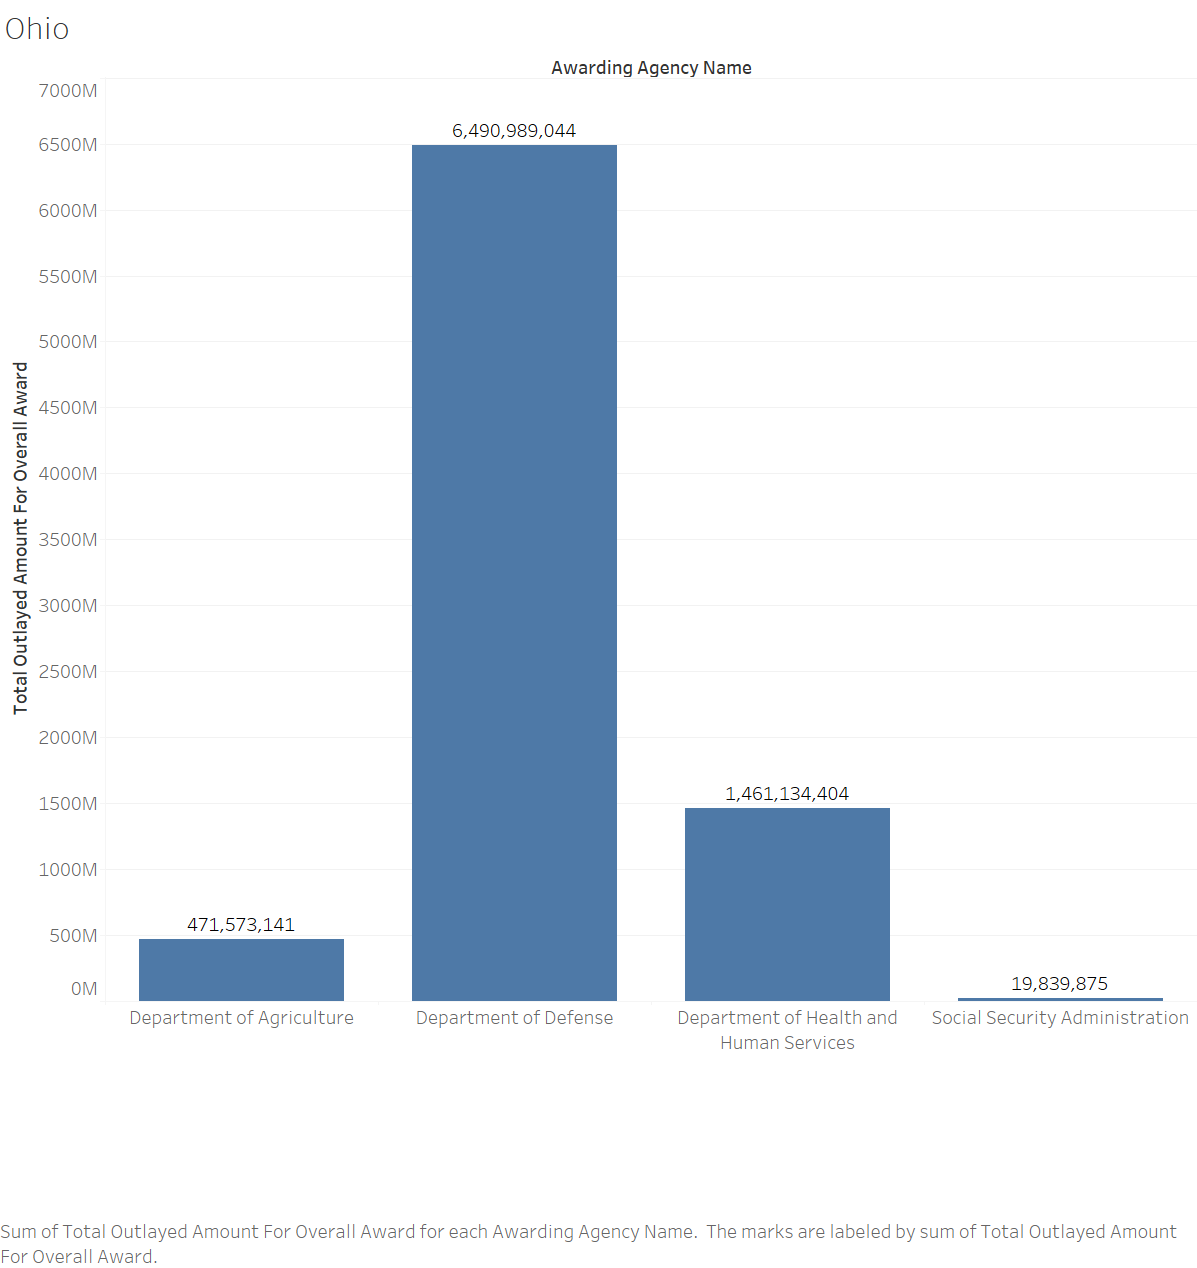 Ohio
Awarding Agency Name
Total Outlayed Amount For Overall Award
7000M
6500M
6000M
5500M
5000M
4500M
4000M
3500M
3000M
2500M
2000M
1500M
1000M
500M
0M
471,573,141
6,490,989,044
1,461,134,404
19,839,875
Department of Agriculture
Department of Defense
Department of Health and
Human Services
Social Security Administration
Sum of Total Outlayed Amount For Overall Award for each Awarding Agency Name.  The marks are labeled by sum of Total Outlayed Amount
For Overall Award.